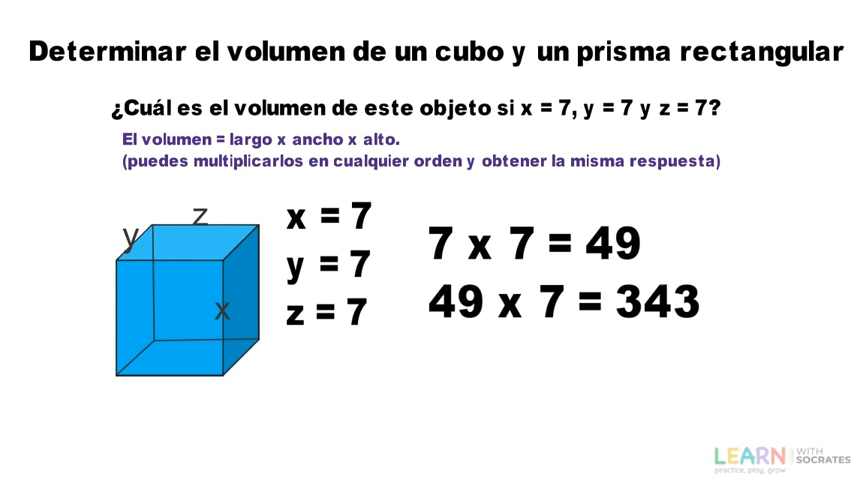 Determinar el volumen de un cubo y un prisma rectangular
¿Cuál es el volumen de este objeto si x = 7, y = 7 y z = 7?
El volumen = largo x ancho x alto.
(puedes multiplicarlos en cualquier orden y obtener la misma respuesta)
z
y
x
x = 7
y = 7
z = 7
7 x 7 = 49
49 x 7 = 343
LEARN WITH SOCRATES
practice, play, grow